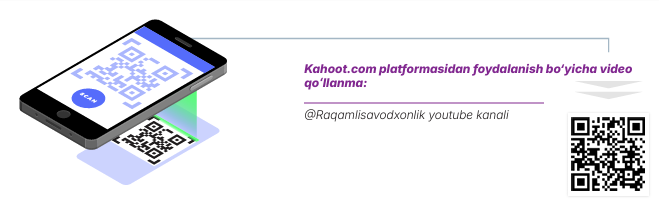 Kahoot.com platformasidan foydalanish bo‘yicha video
qo‘llanma:
@Raqamlisavodxonlik youtube kanali
SCAN